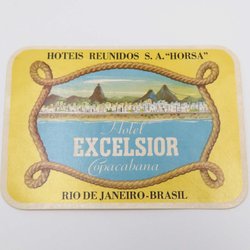 HOTEIS REUNIDOS S. A. "HORSA"
Hotel
EXCELSIOR
Copacabana
RIO DE JANEIRO-BRASIL